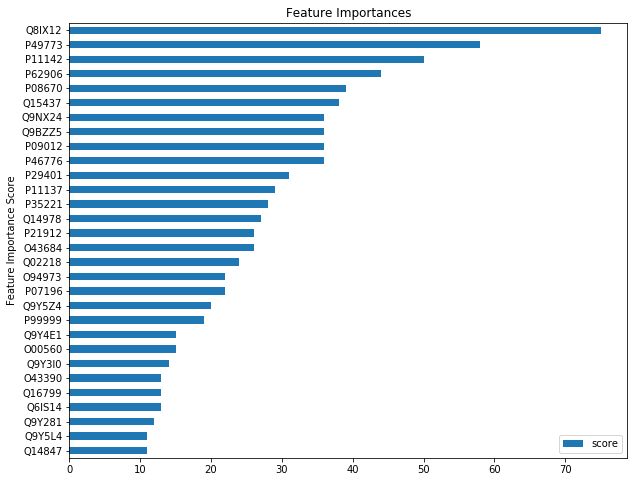 Feature Importances
Feature Importance Score
Q8IX12
P49773
P11142
P62906
P08670
Q15437
Q9NX24
Q9BZZ5
P09012
P46776
P29401
P11137
P35221
Q14978
P21912
O43684
Q02218
O94973
P07196
Q9Y5Z4
P99999
Q9Y4E1
O00560
Q9Y3I0
O43390
Q16799
Q6IS14
Q9Y281
Q9Y5L4
Q14847
score
0 10 20 30 40 50 60 70